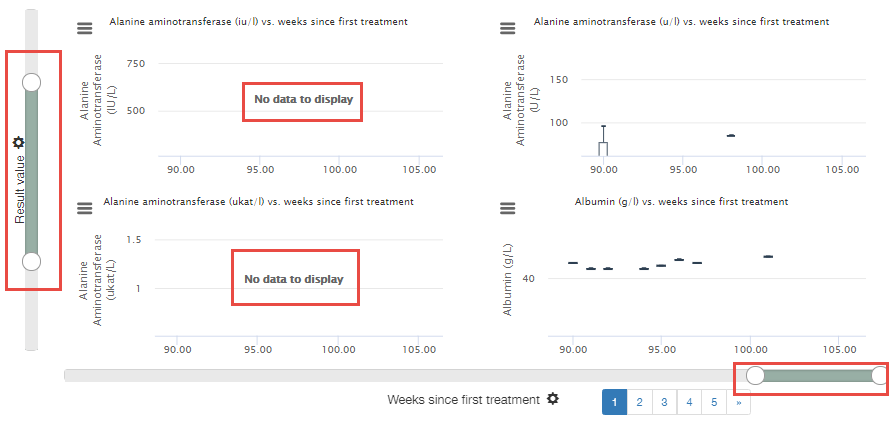 Alanine aminotransferase (iu/l) vs. weeks since first treatment
Alanine
Aminotransferase
(IU/L)
750
500
No data to display
90.00 95.00 100.00 105.00
Alanine aminotransferase (u/l) vs. weeks since first treatment
Alanine
Aminotransferase
(U/L)
150
100
90.00 95.00 100.00 105.00
Result value
Alanine aminotransferase (ukat/l) vs. weeks since first treatment
Alanine
Aminotransferase
(ukat/L)
1.5
1
No data to display
90.00 95.00 100.00 105.00
Albumin (g/l) vs. weeks since first treatment
Albumin (g/L)
40
90.00 95.00 100.00 105.00
Weeks since first treatment
1 2 3 4 5 »